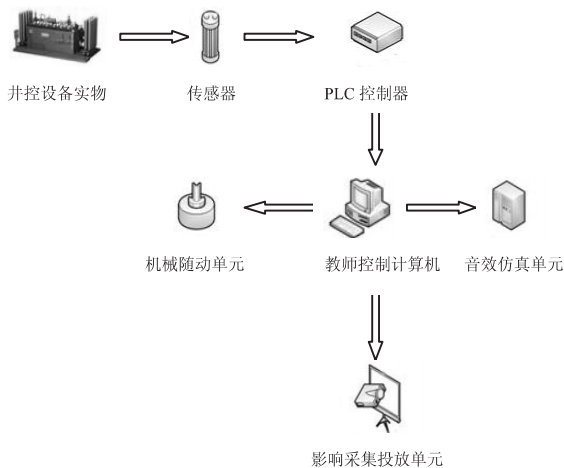 井控设备实物
传感器
PLC 控制器
机械随动单元
教师控制计算机
音效仿真单元
影响采集投放单元